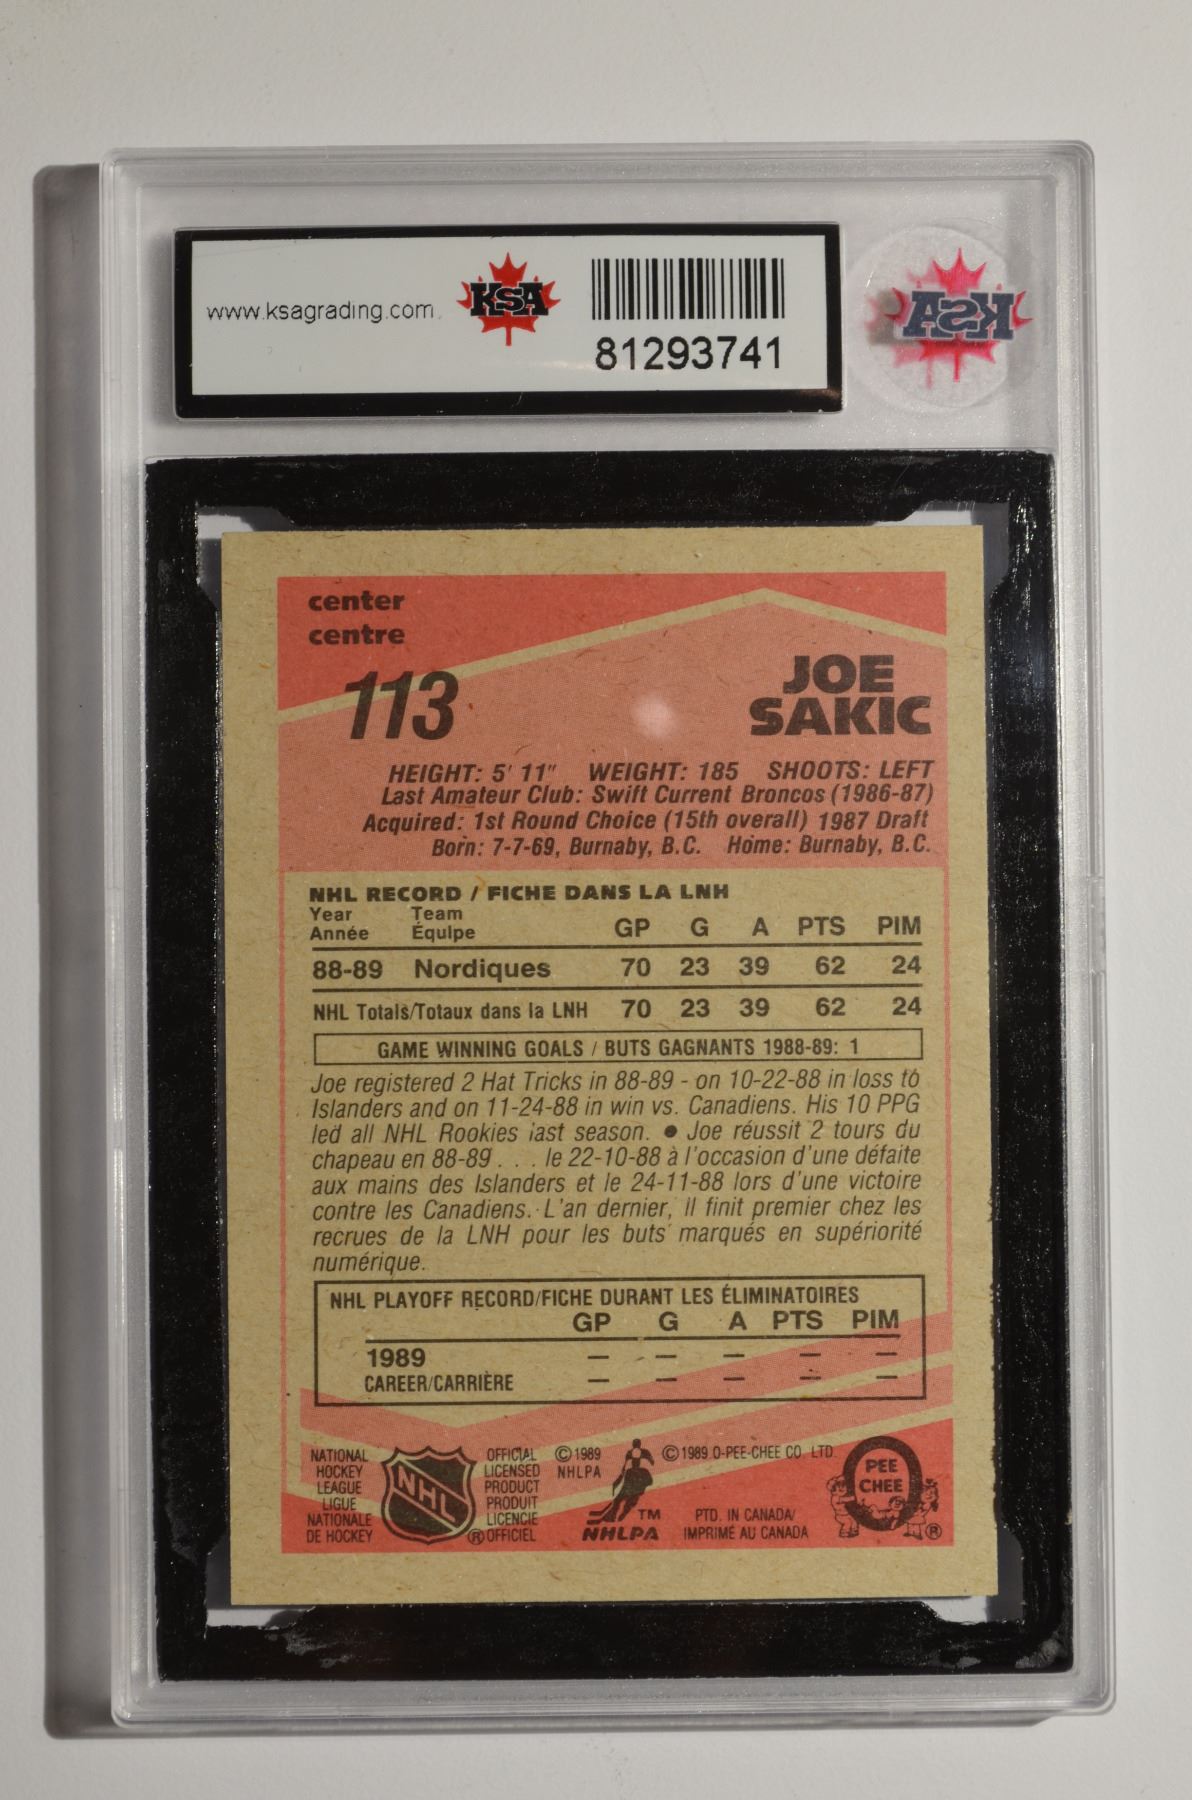 www.ksagrading.com
KSA
81293741
KSA
center
centre
113
JOE
SAKIC
HEIGHT: 5' 11" WEIGHT: 185 SHOOTS: LEFT
Last Amateur Club: Swift Current Broncos (1986-87)
Acquired: 1st Round Choice (15th overall) 1987 Draft
Born: 7-7-69, Burnaby, B.C. Home: Burnaby, B.C.
NHL RECORD / FICHE DANS LA LNH
Year Team
Année Équipe GP G A PTS PIM
88-89 Nordiques 70 23 39 62 24
NHL Totals/Totaux dans la LNH 70 23 39 62 24
GAME WINNING GOALS / BUTS GAGNANTS 1988-89: 1
Joe registered 2 Hat Tricks in 88-89 - on 10-22-88 in loss to
Islanders and on 11-24-88 in win vs. Canadiens. His 10 PPG
led all NHL Rookies last season. ● Joe réussit 2 tours du
chapeau en 88-89 . . . le 22-10-88 à l'occasion d'une défaite
aux mains des Islanders et le 24-11-88 lors d'une victoire
contre les Canadiens. L'an dernier, il finit premier chez les
recrues de la LNH pour les buts marqués en supériorité
numérique.
NHL PLAYOFF RECORD/FICHE DURANT LES ÉLIMINATOIRES
GP G A PTS PIM
1989 — — — — —
CAREER/CARRIÈRE — — — — —
NATIONAL
HOCKEY
LEAGUE
LIGUE
NATIONALE
DE HOCKEY
NHL
®
OFFICIAL
LICENSED
PRODUCT
PRODUIT
LICENCIE
OFFICIEL
© 1989
NHLPA
TM
NHLPA
© 1989 O-PEE-CHEE CO. LTD.
PTD. IN CANADA/
IMPRIMÉ AU CANADA
O
PEE
CHEE
®